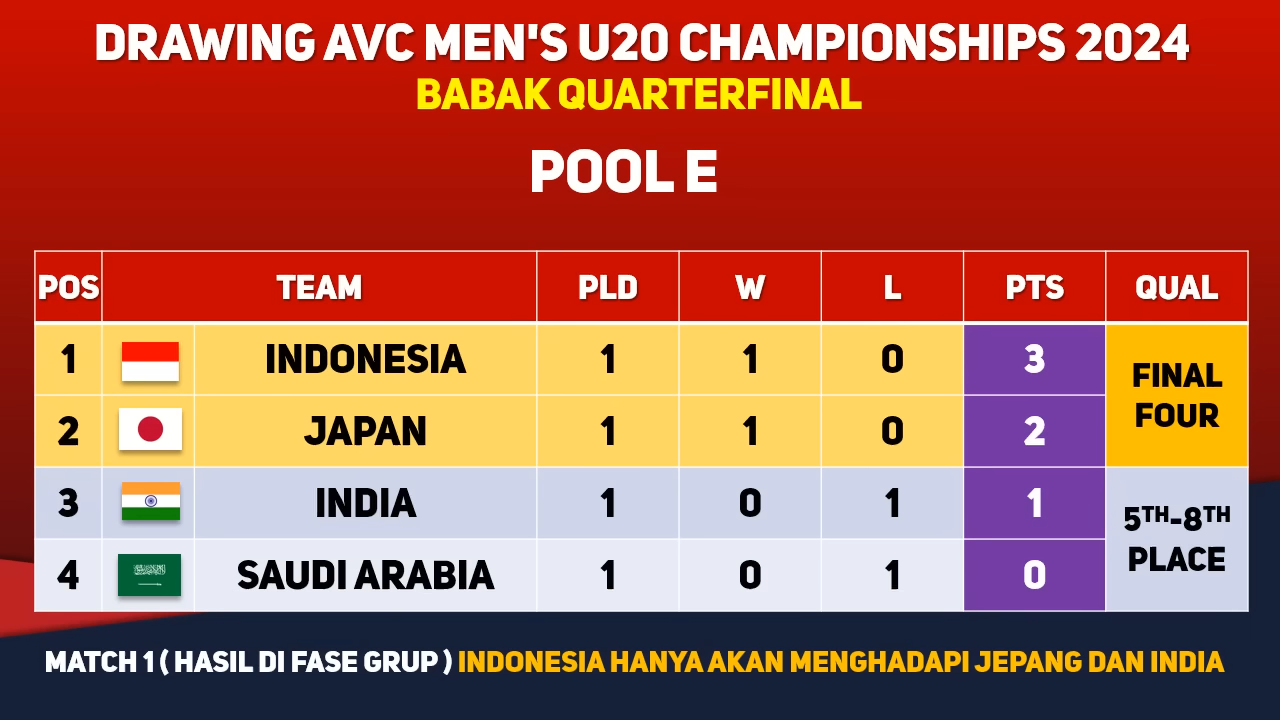 DRAWING AVC MEN'S U20 CHAMPIONSHIPS 2024
BABAK QUARTERFINAL
POOL E
POS TEAM PLD W L PTS QUAL
1 INDONESIA 1 1 0 3
2 JAPAN 1 1 0 2
FINAL
FOUR
3 INDIA 1 0 1 1
4 SAUDI ARABIA 1 0 1 0
5TH-8TH
PLACE
MATCH 1 ( HASIL DI FASE GRUP ) INDONESIA HANYA AKAN MENGHADAPI JEPANG DAN INDIA